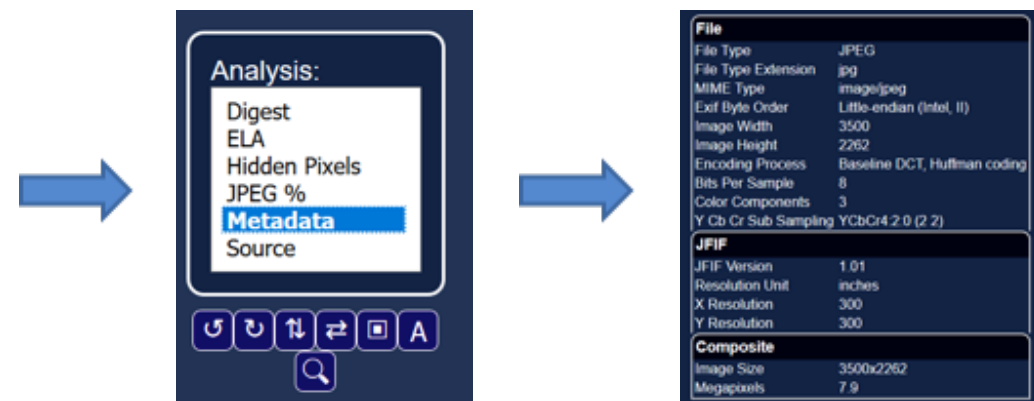 Analysis:
Digest
ELA
Hidden Pixels
JPEG %
Metadata
Source
A
File
File Type JPEG
File Type Extension jpg
MIME Type image/jpeg
Exif Byte Order Little-endian (Intel, II)
Image Width 3500
Image Height 2262
Encoding Process Baseline DCT, Huffman coding
Bits Per Sample 8
Color Components 3
Y Cb Cr Sub Sampling YCbCr4:2:0 (2 2)
JFIF
JFIF Version 1.01
Resolution Unit inches
X Resolution 300
Y Resolution 300
Composite
Image Size 3500x2262
Megapixels 7.9